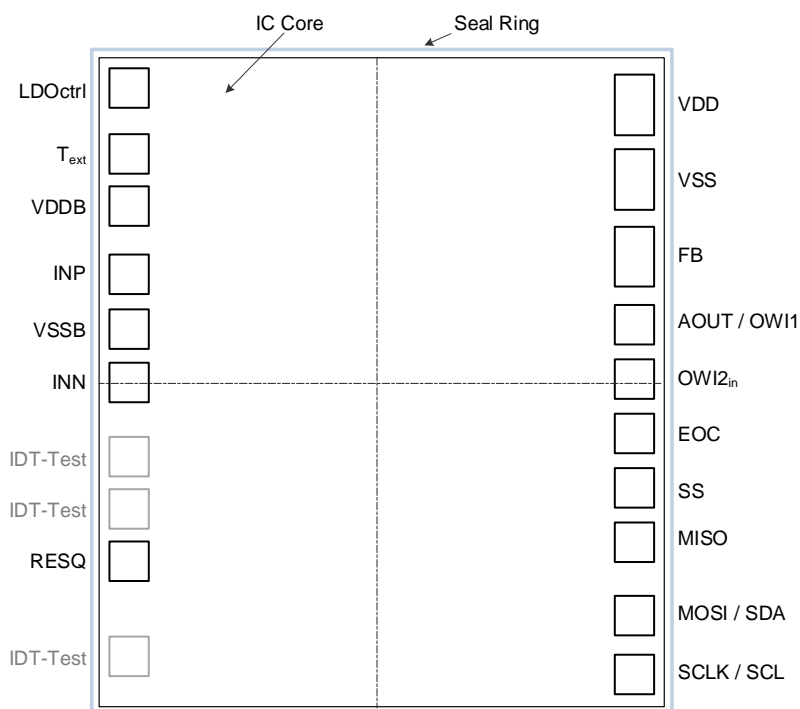 IC Core
Seal Ring
LDOctrl
Text
VDDB
INP
VSSB
INN
IDT-Test
IDT-Test
RESQ
IDT-Test
VDD
VSS
FB
AOUT / OWI1
OWI2in
EOC
SS
MISO
MOSI / SDA
SCLK / SCL